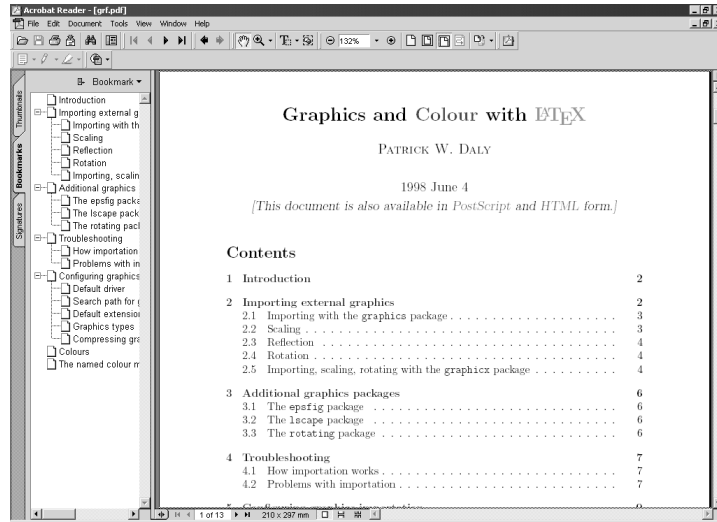 Acrobat Reader - [grf.pdf]
File Edit Document Tools View Window Help
132%
Thumbnails
Bookmarks
Signatures
Bookmark
Introduction
Importing external g
Importing with th
Scaling
Reflection
Rotation
Importing, scalin
Additional graphics
The epsfig packa
The lscape pack
The rotating pac
Troubleshooting
How importation
Problems with in
Configuring graphics
Default driver
Search path for g
Default extension
Graphics types
Compressing gra
Colours
The named colour m
Graphics and Colour with LATEX
PATRICK W. DALY
1998 June 4
[This document is also available in PostScript and HTML form.]
Contents
1 Introduction 2
2 Importing external graphics 2
2.1 Importing with the graphics package . . . . . . . . . . . . . . . . . . . . 3
2.2 Scaling . . . . . . . . . . . . . . . . . . . . . . . . . . . . . . . . . . . . 3
2.3 Reflection . . . . . . . . . . . . . . . . . . . . . . . . . . . . . . . . . . 4
2.4 Rotation . . . . . . . . . . . . . . . . . . . . . . . . . . . . . . . . . . . 4
2.5 Importing, scaling, rotating with the graphicx package . . . . . . . . . . 4
3 Additional graphics packages 6
3.1 The epsfig package . . . . . . . . . . . . . . . . . . . . . . . . . . . . . 6
3.2 The lscape package . . . . . . . . . . . . . . . . . . . . . . . . . . . . . 6
3.3 The rotating package . . . . . . . . . . . . . . . . . . . . . . . . . . . . 6
4 Troubleshooting 7
4.1 How importation works . . . . . . . . . . . . . . . . . . . . . . . . . . . . 7
4.2 Problems with importation . . . . . . . . . . . . . . . . . . . . . . . . . . 7
1 of 13 210 x 297 mm